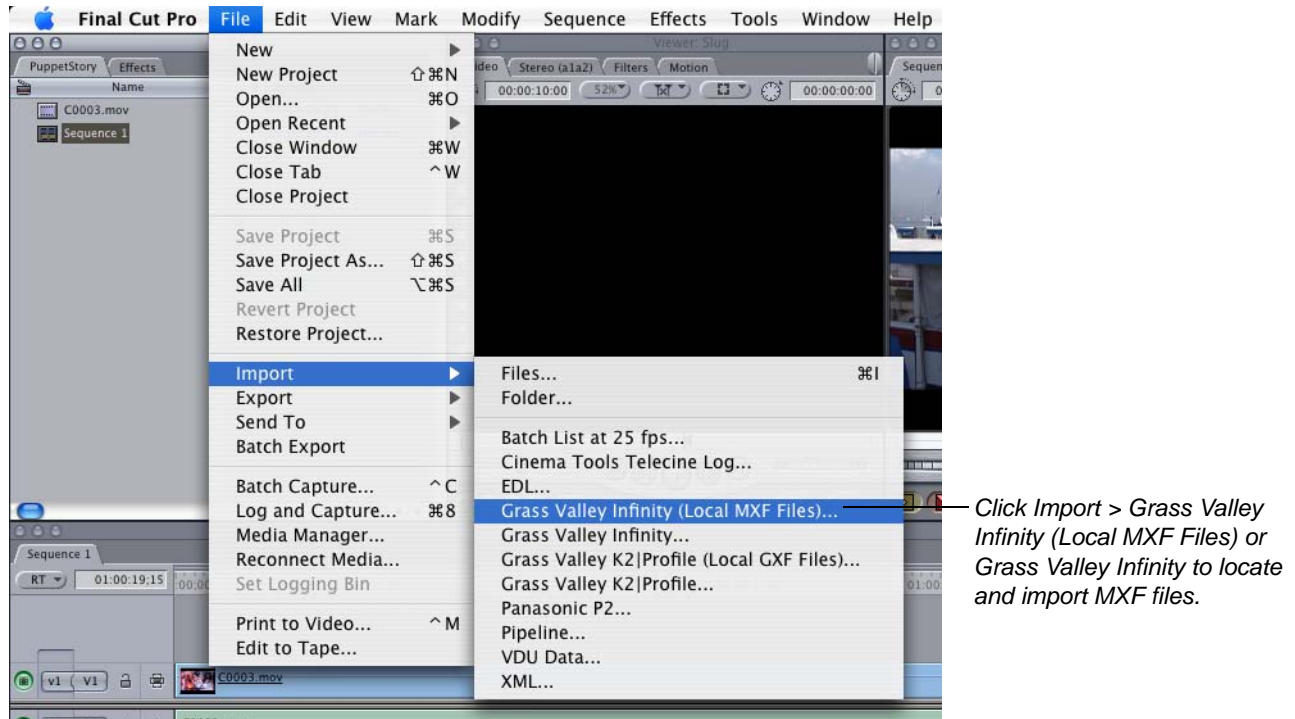 Final Cut Pro File Edit View Mark Modify Sequence Effects Tools Window Help
Viewer: Slug
PuppetStory Effects
Stereo (a1a2) Filters Motion
Name
00:00:10:00 52% 00:00:00:00
C0003.mov
Sequence 1
New
New Project ⇧⌘N
Open... ⌘O
Open Recent
Close Window ⌘W
Close Tab ^W
Close Project
Save Project ⌘S
Save Project As... ⇧⌘S
Save All ⌥⌘S
Revert Project
Restore Project...
Import
Export
Send To
Batch Export
Batch Capture... ^C
Log and Capture... ⌘8
Media Manager...
Reconnect Media...
Set Logging Bin
Print to Video... ^M
Edit to Tape...
Files... ⌘I
Folder...
Batch List at 25 fps...
Cinema Tools Telecine Log...
EDL...
Grass Valley Infinity (Local MXF Files)...
Grass Valley Infinity...
Grass Valley K2|Profile (Local GXF Files)...
Grass Valley K2|Profile...
Panasonic P2...
Pipeline...
VDU Data...
XML...
Click Import > Grass Valley
Infinity (Local MXF Files) or
Grass Valley Infinity to locate
and import MXF files.
Sequence 1
RT 01:00:19;15
v1 V1
C0003.mov